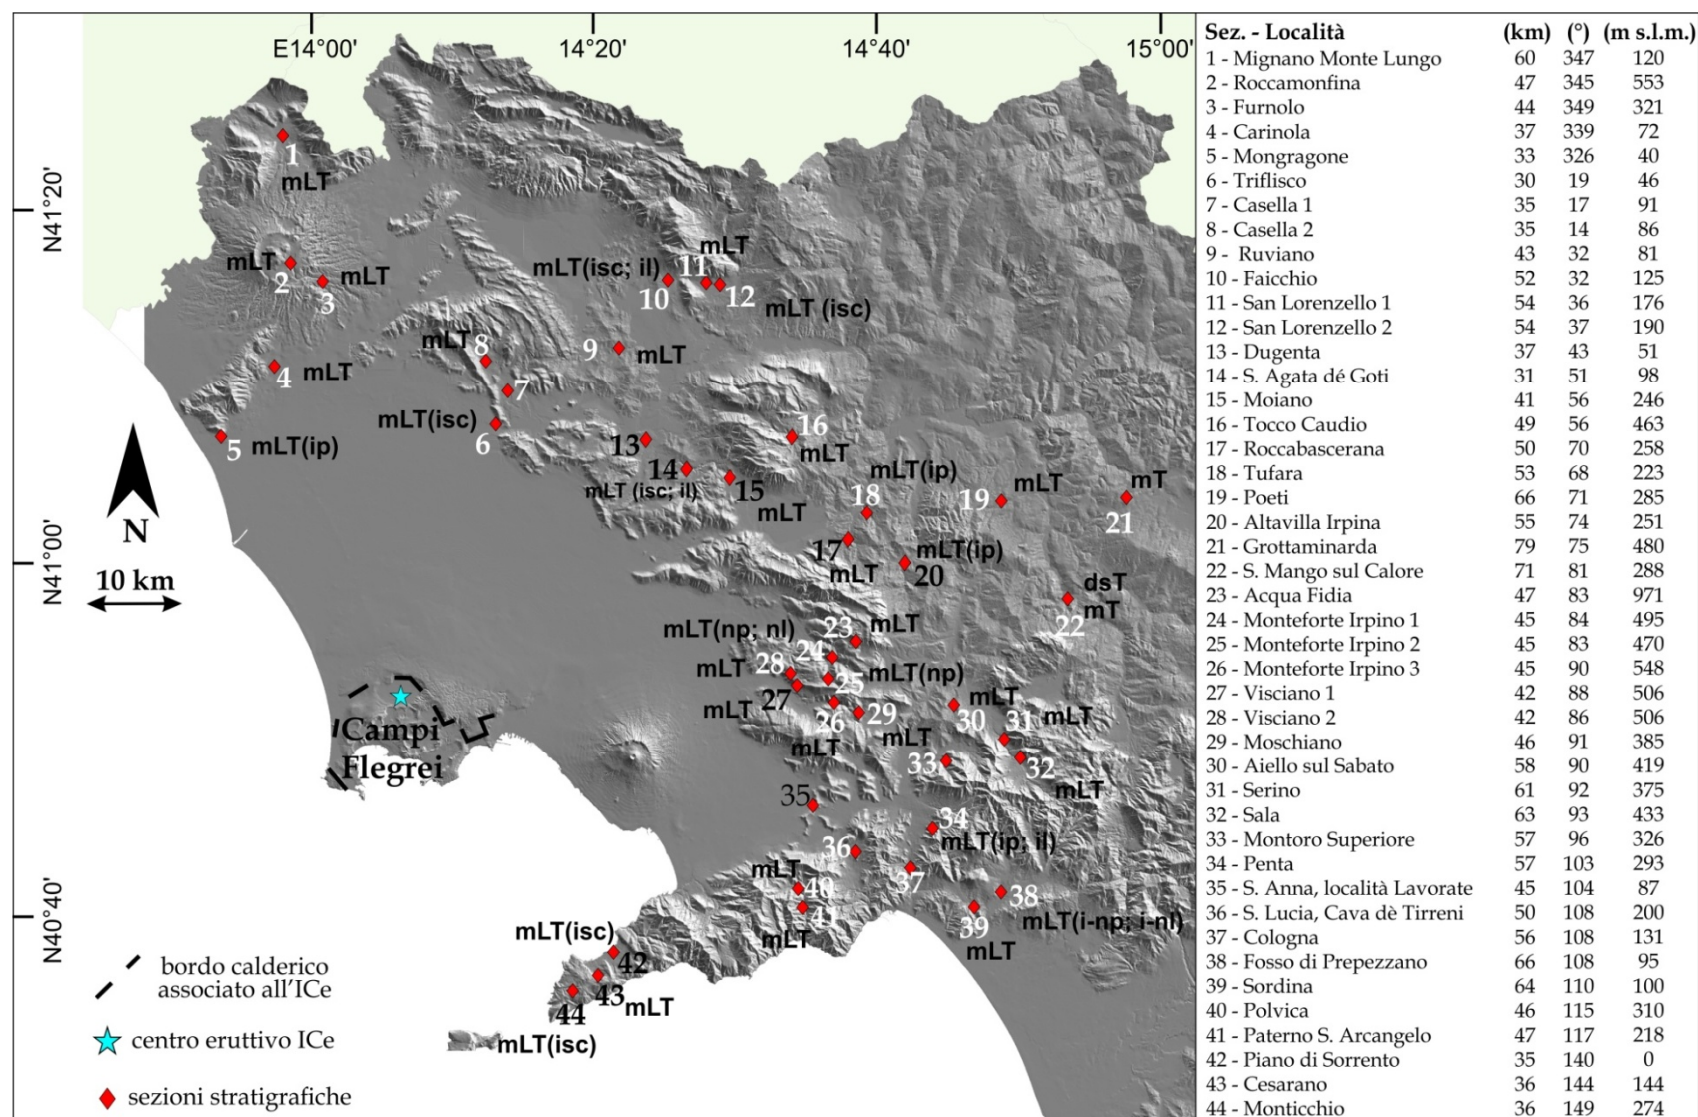 E14°00'
14°20'
14°40'
15°00'
N41°20'
N41°00'
N40°40'
1
mLT
mLT
2
3
mLT
4
mLT
5
mLT(ip)
mLT
8
7
mLT(isc)
6
9
mLT
mLT(isc; il)
10
11
mLT
12
mLT (isc)
13
14
mLT (isc; il)
15
mLT
16
mLT
mLT(ip)
18
17
mLT
mLT(ip)
20
19
mLT
mT
21
dsT
mT
22
mLT(np; nl)
23
mLT
24
mLT(np)
25
mLT
28
27
mLT
26
mLT
29
mLT
mLT
30
31
mLT
32
mLT
33
34
mLT(ip; il)
35
36
37
38
mLT(i-np; i-nl)
39
mLT
mLT
40
41
mLT
mLT(isc)
42
43
mLT
44
mLT(isc)
N
10 km
Campi
Flegrei
bordo calderico
associato all'ICe
centro eruttivo ICe
sezioni stratigrafiche
Sez. - Località (km) (°) (m s.l.m.)
1 - Mignano Monte Lungo 60 347 120
2 - Roccamonfina 47 345 553
3 - Furnolo 44 349 321
4 - Carinola 37 339 72
5 - Mongragone 33 326 40
6 - Triflisco 30 19 46
7 - Casella 1 35 17 91
8 - Casella 2 35 14 86
9 - Ruviano 43 32 81
10 - Faicchio 52 32 125
11 - San Lorenzello 1 54 36 176
12 - San Lorenzello 2 54 37 190
13 - Dugenta 37 43 51
14 - S. Agata dé Goti 31 51 98
15 - Moiano 41 56 246
16 - Tocco Caudio 49 56 463
17 - Roccabascerana 50 70 258
18 - Tufara 53 68 223
19 - Poeti 66 71 285
20 - Altavilla Irpina 55 74 251
21 - Grottaminarda 79 75 480
22 - S. Mango sul Calore 71 81 288
23 - Acqua Fidia 47 83 971
24 - Monteforte Irpino 1 45 84 495
25 - Monteforte Irpino 2 45 83 470
26 - Monteforte Irpino 3 45 90 548
27 - Visciano 1 42 88 506
28 - Visciano 2 42 86 506
29 - Moschiano 46 91 385
30 - Aiello sul Sabato 58 90 419
31 - Serino 61 92 375
32 - Sala 63 93 433
33 - Montoro Superiore 57 96 326
34 - Penta 57 103 293
35 - S. Anna, località Lavorate 45 104 87
36 - S. Lucia, Cava dè Tirreni 50 108 200
37 - Cologna 56 108 131
38 - Fosso di Prepezzano 66 108 95
39 - Sordina 64 110 100
40 - Polvica 46 115 310
41 - Paterno S. Arcangelo 47 117 218
42 - Piano di Sorrento 35 140 0
43 - Cesarano 36 144 144
44 - Monticchio 36 149 274